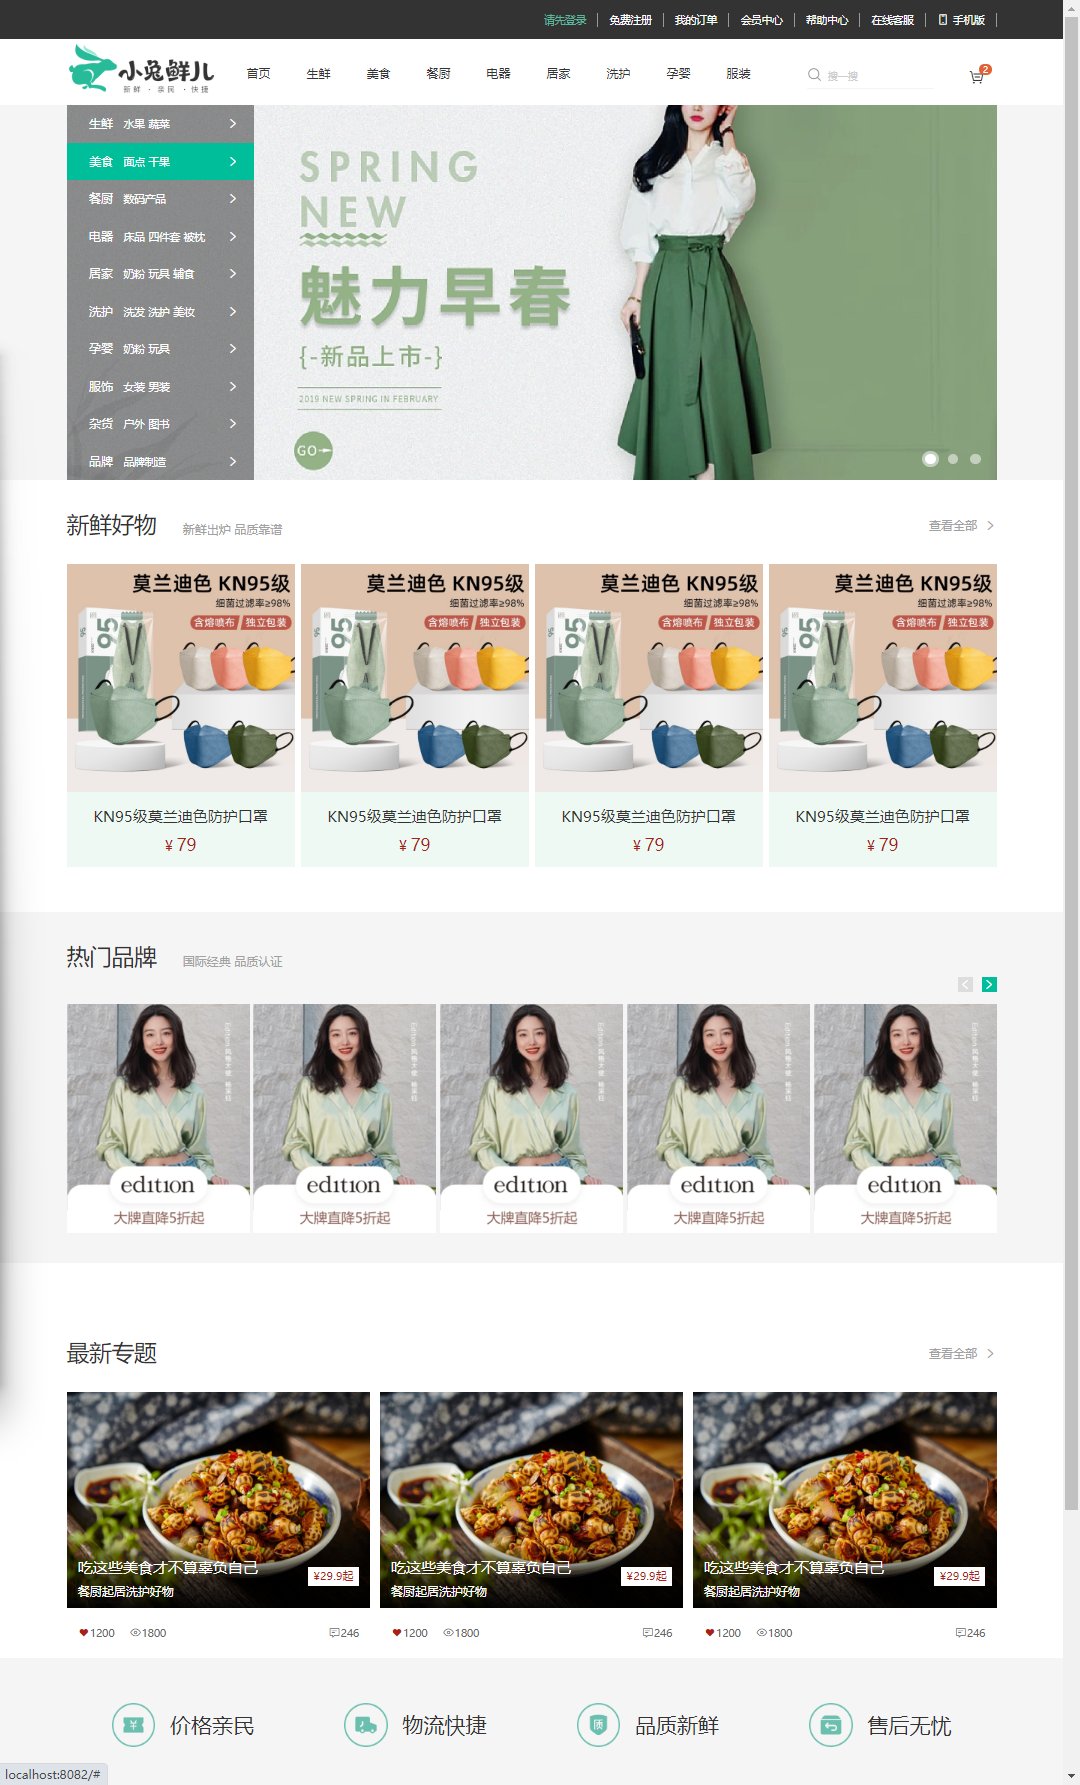 请先登录 免费注册 我的订单 会员中心 帮助中心 在线客服 手机版
小兔鲜儿
新鲜 · 亲民 · 快捷
首页 生鲜 美食 餐厨 电器 居家 洗护 孕婴 服装 搜一搜 2
生鲜 水果 蔬菜
美食 面点 干果
餐厨 数码产品
电器 床品 四件套 被枕
居家 奶粉 玩具 辅食
洗护 洗发 洗护 美妆
孕婴 奶粉 玩具
服饰 女装 男装
杂货 户外 图书
品牌 品牌制造
SPRING
NEW
魅力早春
{-新品上市-}
2019 NEW SPRING IN FEBRUARY
GO
新鲜好物 新鲜出炉 品质靠谱 查看全部
莫兰迪色 KN95级 莫兰迪色 KN95级 莫兰迪色 KN95级 莫兰迪色 KN95级
细菌过滤率≥98% 细菌过滤率≥98% 细菌过滤率≥98% 细菌过滤率≥98%
含熔喷布 独立包装 含熔喷布 独立包装 含熔喷布 独立包装 含熔喷布 独立包装
95 95 95 95
KN95级莫兰迪色防护口罩 KN95级莫兰迪色防护口罩 KN95级莫兰迪色防护口罩 KN95级莫兰迪色防护口罩
¥ 79 ¥ 79 ¥ 79 ¥ 79
热门品牌 国际经典 品质认证
edition edition edition edition edition
大牌直降5折起 大牌直降5折起 大牌直降5折起 大牌直降5折起 大牌直降5折起
最新专题 查看全部
吃这些美食才不算辜负自己 吃这些美食才不算辜负自己 吃这些美食才不算辜负自己
¥29.9起 ¥29.9起 ¥29.9起
餐厨起居洗护好物 餐厨起居洗护好物 餐厨起居洗护好物
1200 1800 246 1200 1800 246 1200 1800 246
价格亲民 物流快捷 品质新鲜 售后无忧
localhost:8082/#